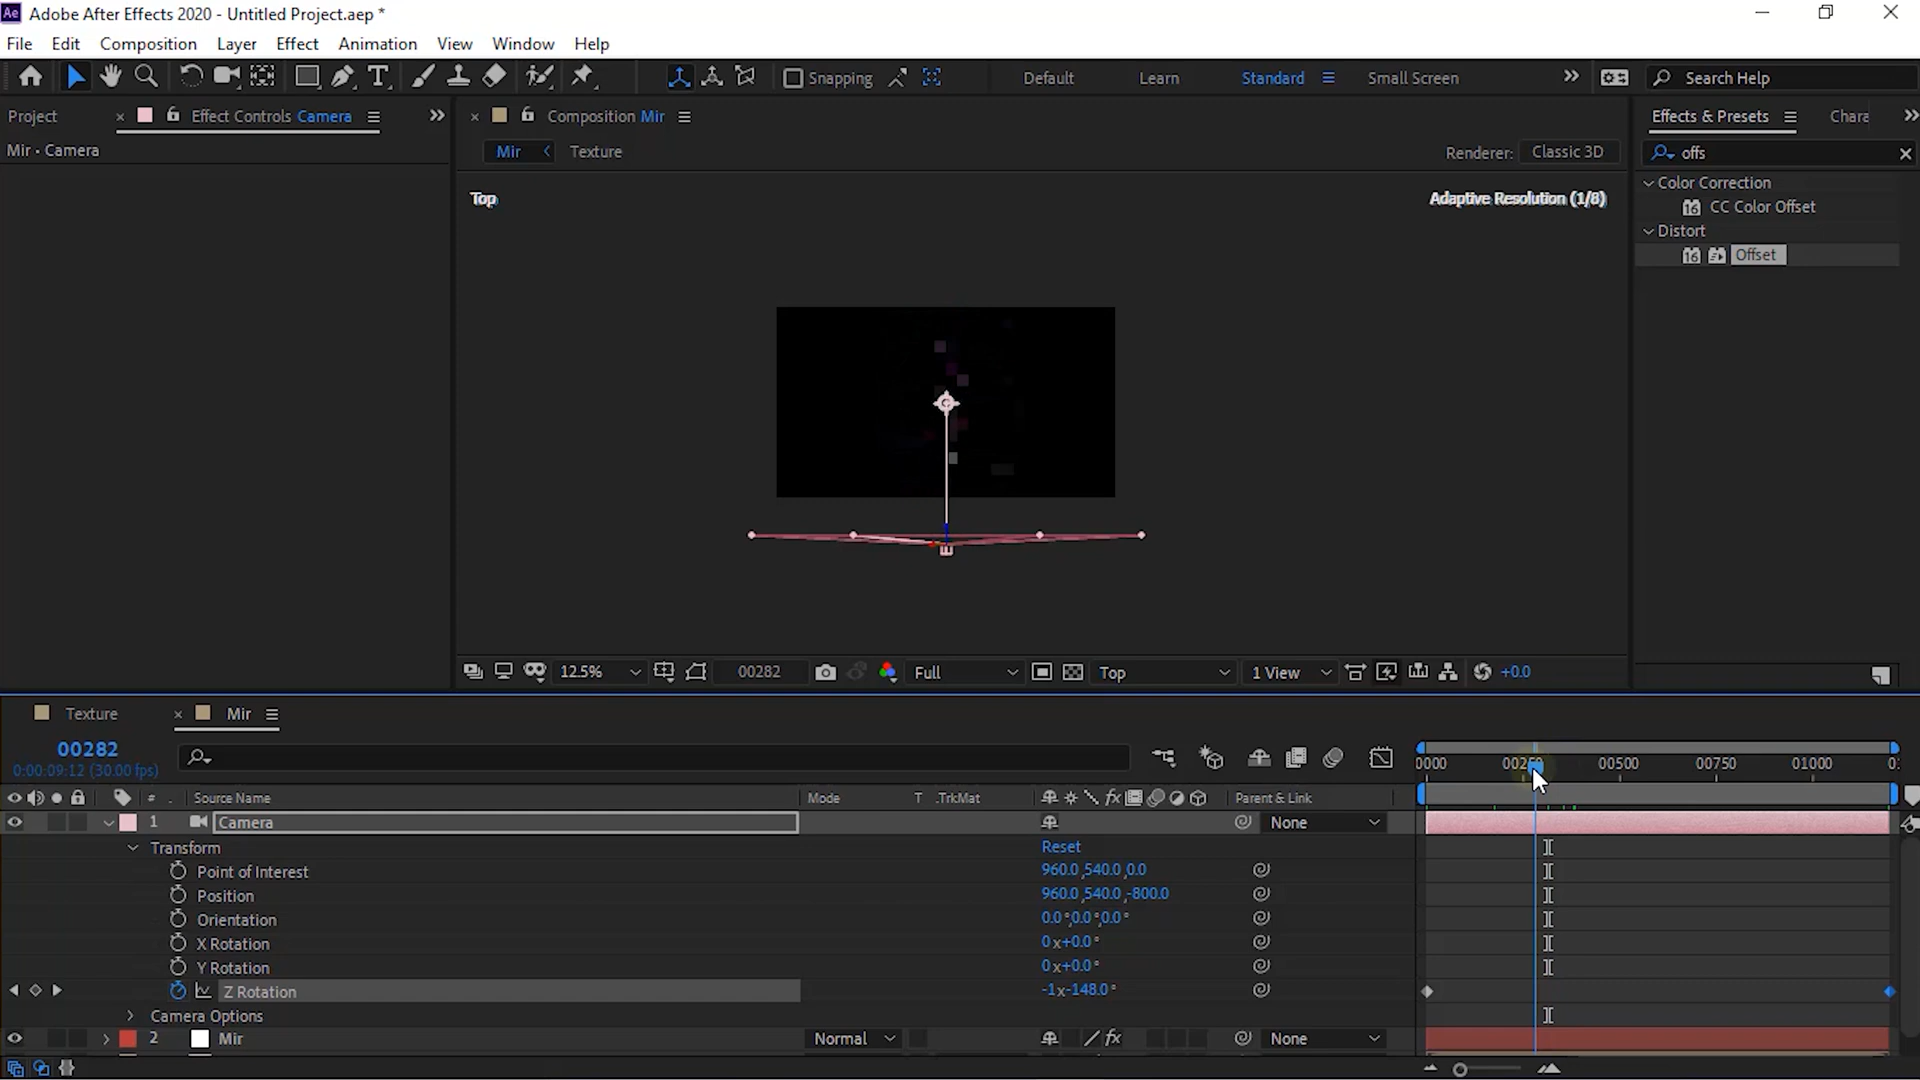 Adobe After Effects 2020 - Untitled Project.aep *
File Edit Composition Layer Effect Animation View Window Help
Snapping Default Learn Standard Small Screen Search Help
Project Effect Controls Camera Composition Mir Effects & Presets Chara
Mir • Camera Mir Texture Renderer: Classic 3D offs
Color Correction
Top Adaptive Resolution (1/8) CC Color Offset
Distort
Offset
12.5% 00282 Full Top 1 View +0.0
Texture Mir
00282
0:00:09:12 (30.00 fps) 0000 00250 00500 00750 01000 01
# . Source Name Mode T .TrkMat Parent & Link
1 Camera None
Transform Reset
Point of Interest 960.0,540.0,0.0
Position 960.0,540.0,-800.0
Orientation 0.0°,0.0°,0.0°
X Rotation 0x+0.0°
Y Rotation 0x+0.0°
Z Rotation -1x-148.0°
Camera Options
2 Mir Normal None